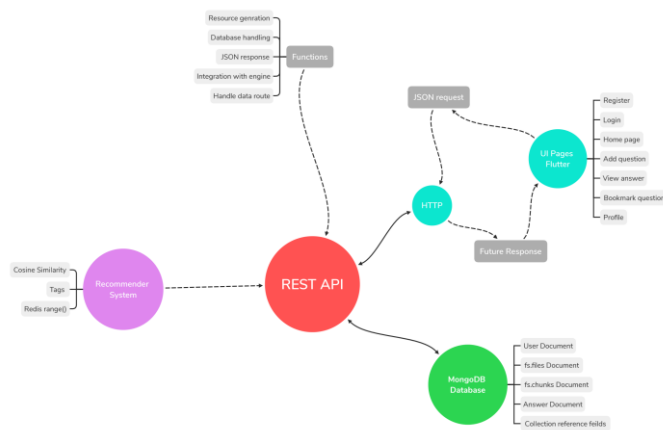 Resource genration
Database handling
JSON response
Integration with engine
Handle data route
Functions
JSON request
UI Pages
Flutter
Register
Login
Home page
Add question
View answer
Bookmark question
Profile
HTTP
Future Response
REST API
Recommender
System
Cosine Similarity
Tags
Redis range()
MongoDB
Database
User Document
fs.files Document
fs.chunks Document
Answer Document
Collection reference feilds